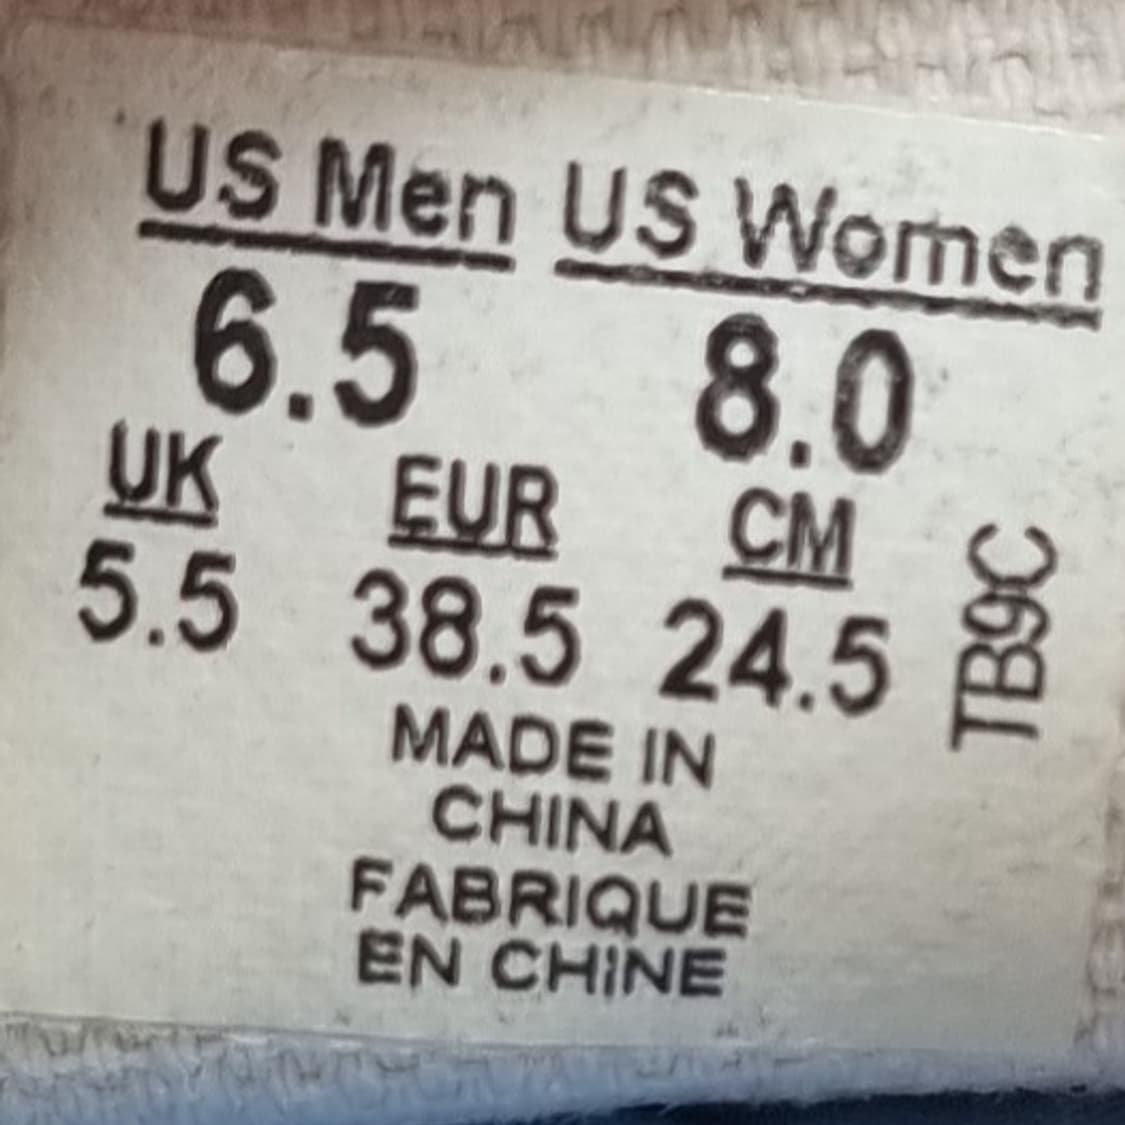 US Men US Women
6.5 8.0
UK EUR CM
5.5 38.5 24.5
TB9C
MADE IN
CHINA
FABRIQUE
EN CHINE